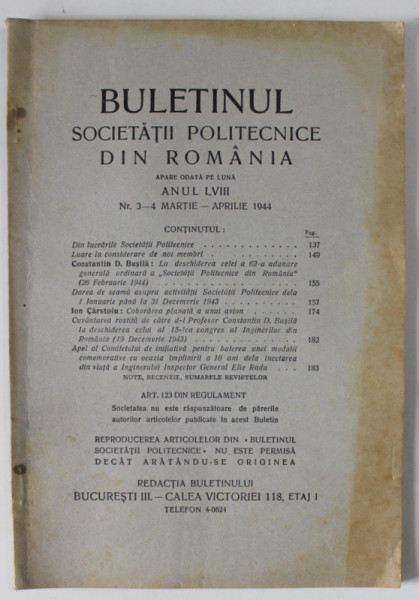 BULETINUL
SOCIETĂȚII POLITECNICE
DIN ROMÂNIA
APARE ODATĂ PE LUNĂ
ANUL LVIII
Nr. 3—4 MARTIE — APRILIE 1944
CONȚINUTUL :
Pag.
Din lucrările Societății Politecnice . . . . . . . . . . . . . 137
Luare în considerare de noi membri . . . . . . . . . . . . 149
Constantin D. Bușilă : La deschiderea celei a 62-a adunare
generală ordinară a „Societății Politecnice din România"
(26 Februarie 1944) . . . . . . . . . . . . . . . . . 155
Darea de seamă asupra activității Societății Politecnice dela
1 Ianuarie până la 31 Decemvrie 1943 . . . . . . . . . 157
Ion Cârstoiu : Coborârea planată a unui avion . . . . . . 174
Cuvântarea rostită de către d-l Profesor Constantin D. Bușilă
la deschiderea celui al 15-lea congres al Inginerilor din
România (19 Decemvrie 1943) . . . . . . . . . . . . . 182
Apel al Comitetului de inițiativă pentru baterea unei medalii
comemorative cu ocazia împlinirii a 10 ani dela încetarea
din viață a Inginerului Inspector General Elie Radu . . . 183
NOTE, RECENZII, SUMARELE REVISTELOR
ART. 123 DIN REGULAMENT
Societatea nu este răspunzătoare de părerile
autorilor articolelor publicate în acest Buletin
REPRODUCEREA ARTICOLELOR DIN « BULETINUL
SOCIETĂȚII POLITECNICE » NU ESTE PERMISĂ
DECÂT ARĂTÂNDU-SE ORIGINEA
REDACȚIA BULETINULUI
BUCUREȘTI III. — CALEA VICTORIEI 118, ETAJ I
TELEFON 4-0624